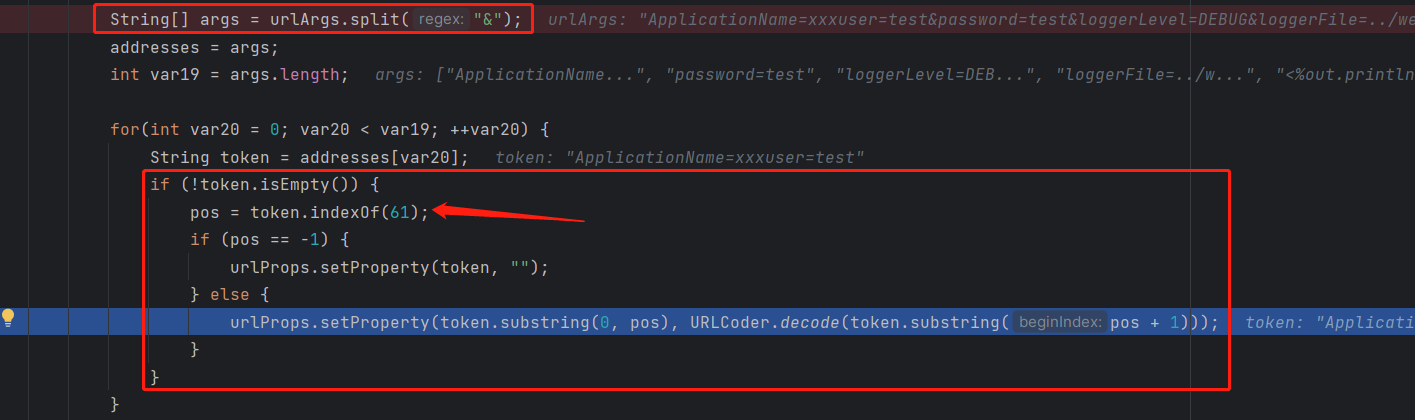 String[] args = urlArgs.split( regex: "&"); urlArgs: "ApplicationName=xxxuser=test&password=test&loggerLevel=DEBUG&loggerFile=../we
addresses = args;
int var19 = args.length; args: ["ApplicationName...", "password=test", "loggerLevel=DEB...", "loggerFile=../w...", "<%out.println
for(int var20 = 0; var20 < var19; ++var20) {
String token = addresses[var20]; token: "ApplicationName=xxxuser=test"
if (!token.isEmpty()) {
pos = token.indexOf(61);
if (pos == -1) {
urlProps.setProperty(token, "");
} else {
urlProps.setProperty(token.substring(0, pos), URLCoder.decode(token.substring( beginIndex: pos + 1))); token: "Applicati
}
}
}